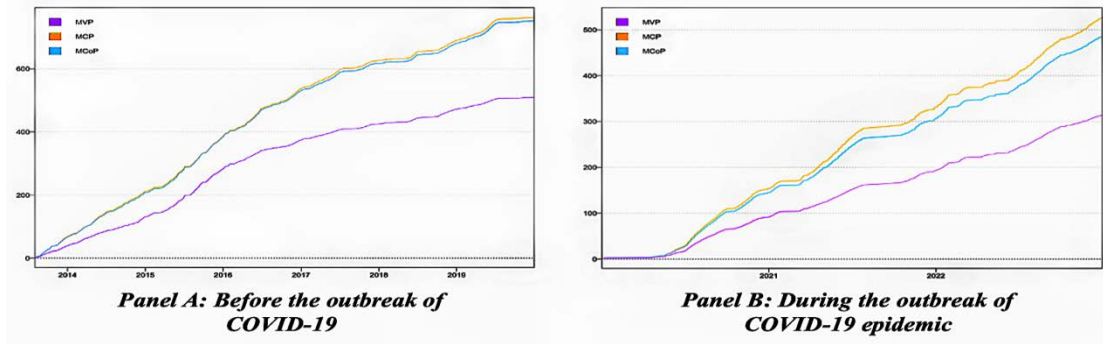 MVP
MCP
MCoP
600
400
200
0
2014
2015
2016
2017
2018
2019
Panel A: Before the outbreak of
COVID-19
MVP
MCP
MCoP
500
400
300
200
100
0
2021
2022
Panel B: During the outbreak of
COVID-19 epidemic